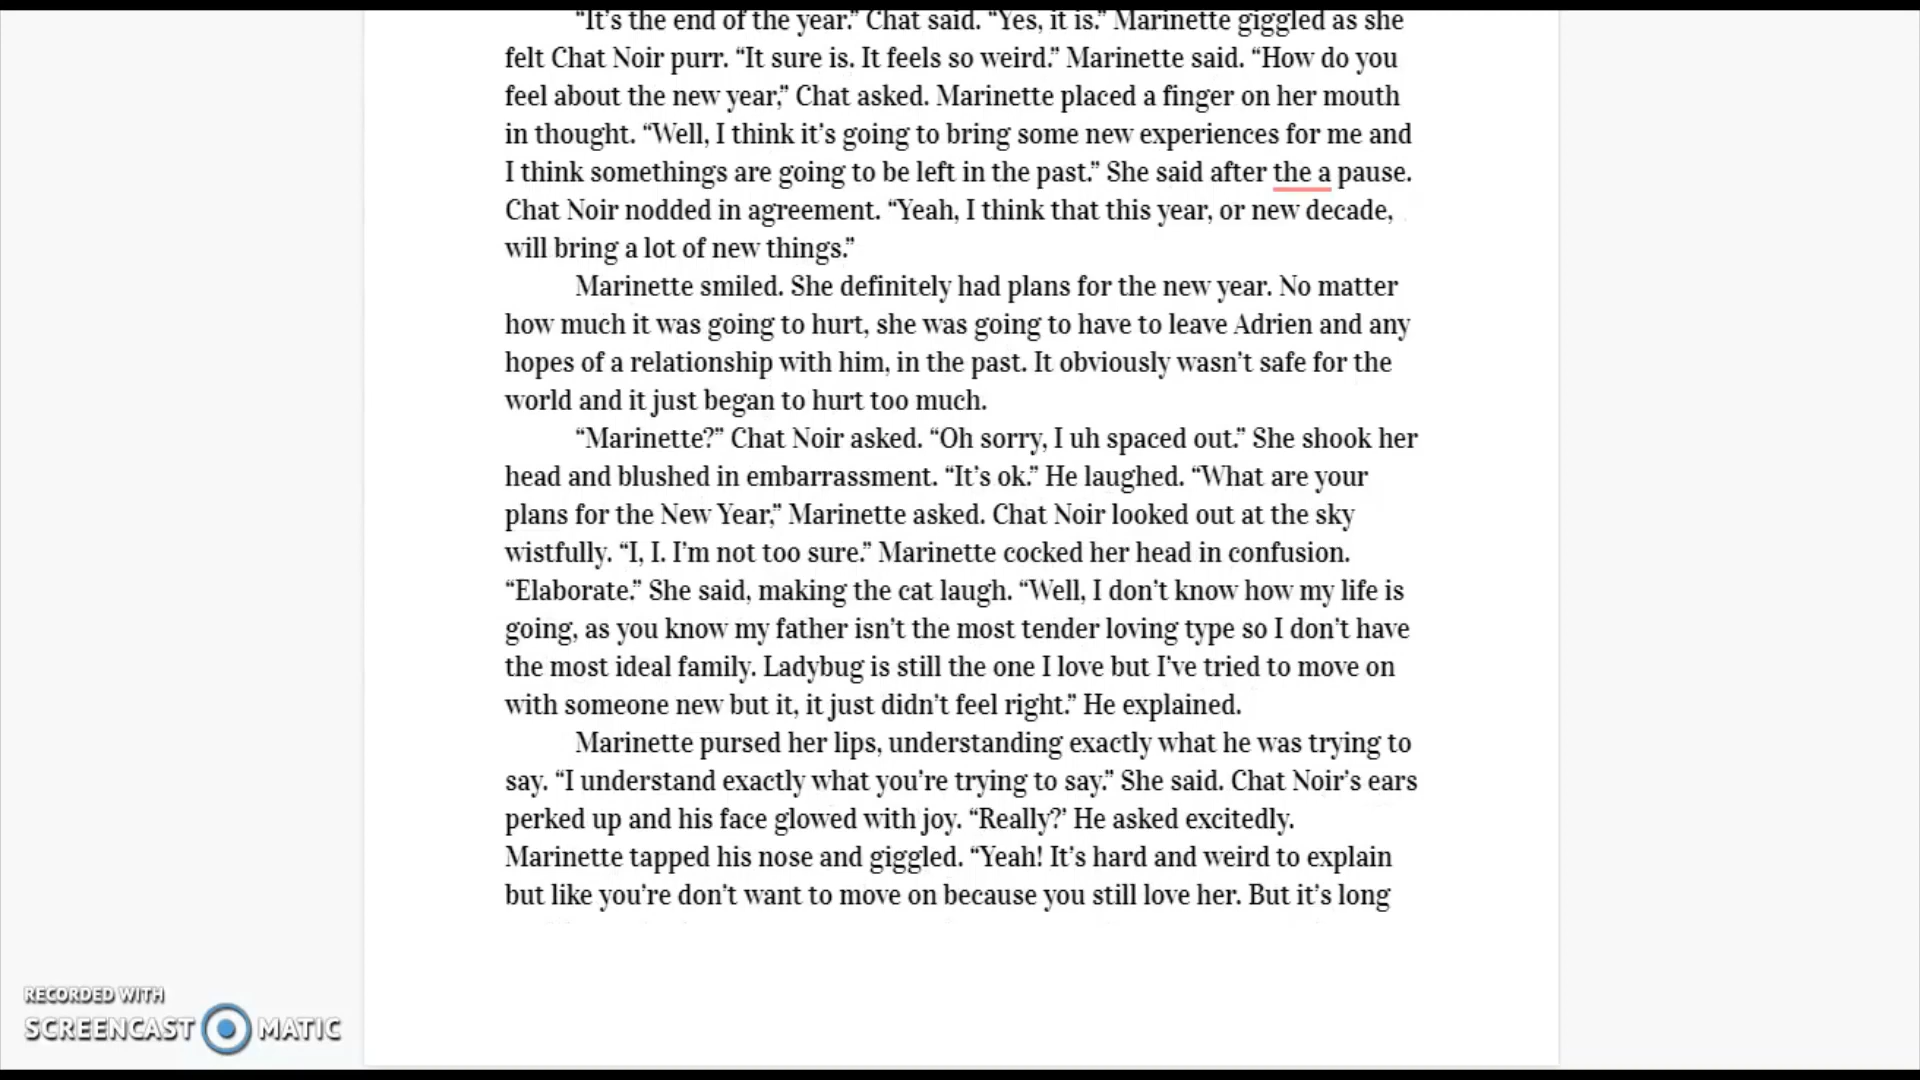 “It’s the end of the year.” Chat said. “Yes, it is.” Marinette giggled as she
felt Chat Noir purr. “It sure is. It feels so weird.” Marinette said. “How do you
feel about the new year,” Chat asked. Marinette placed a finger on her mouth
in thought. “Well, I think it’s going to bring some new experiences for me and
I think somethings are going to be left in the past.” She said after the a pause.
Chat Noir nodded in agreement. “Yeah, I think that this year, or new decade,
will bring a lot of new things.”
Marinette smiled. She definitely had plans for the new year. No matter
how much it was going to hurt, she was going to have to leave Adrien and any
hopes of a relationship with him, in the past. It obviously wasn’t safe for the
world and it just began to hurt too much.
“Marinette?” Chat Noir asked. “Oh sorry, I uh spaced out.” She shook her
head and blushed in embarrassment. “It’s ok.” He laughed. “What are your
plans for the New Year,” Marinette asked. Chat Noir looked out at the sky
wistfully. “I, I. I’m not too sure.” Marinette cocked her head in confusion.
“Elaborate.” She said, making the cat laugh. “Well, I don’t know how my life is
going, as you know my father isn’t the most tender loving type so I don’t have
the most ideal family. Ladybug is still the one I love but I’ve tried to move on
with someone new but it, it just didn’t feel right.” He explained.
Marinette pursed her lips, understanding exactly what he was trying to
say. “I understand exactly what you’re trying to say.” She said. Chat Noir’s ears
perked up and his face glowed with joy. “Really?’ He asked excitedly.
Marinette tapped his nose and giggled. “Yeah! It’s hard and weird to explain
but like you’re don’t want to move on because you still love her. But it’s long
RECORDED WITH
SCREENCAST MATIC